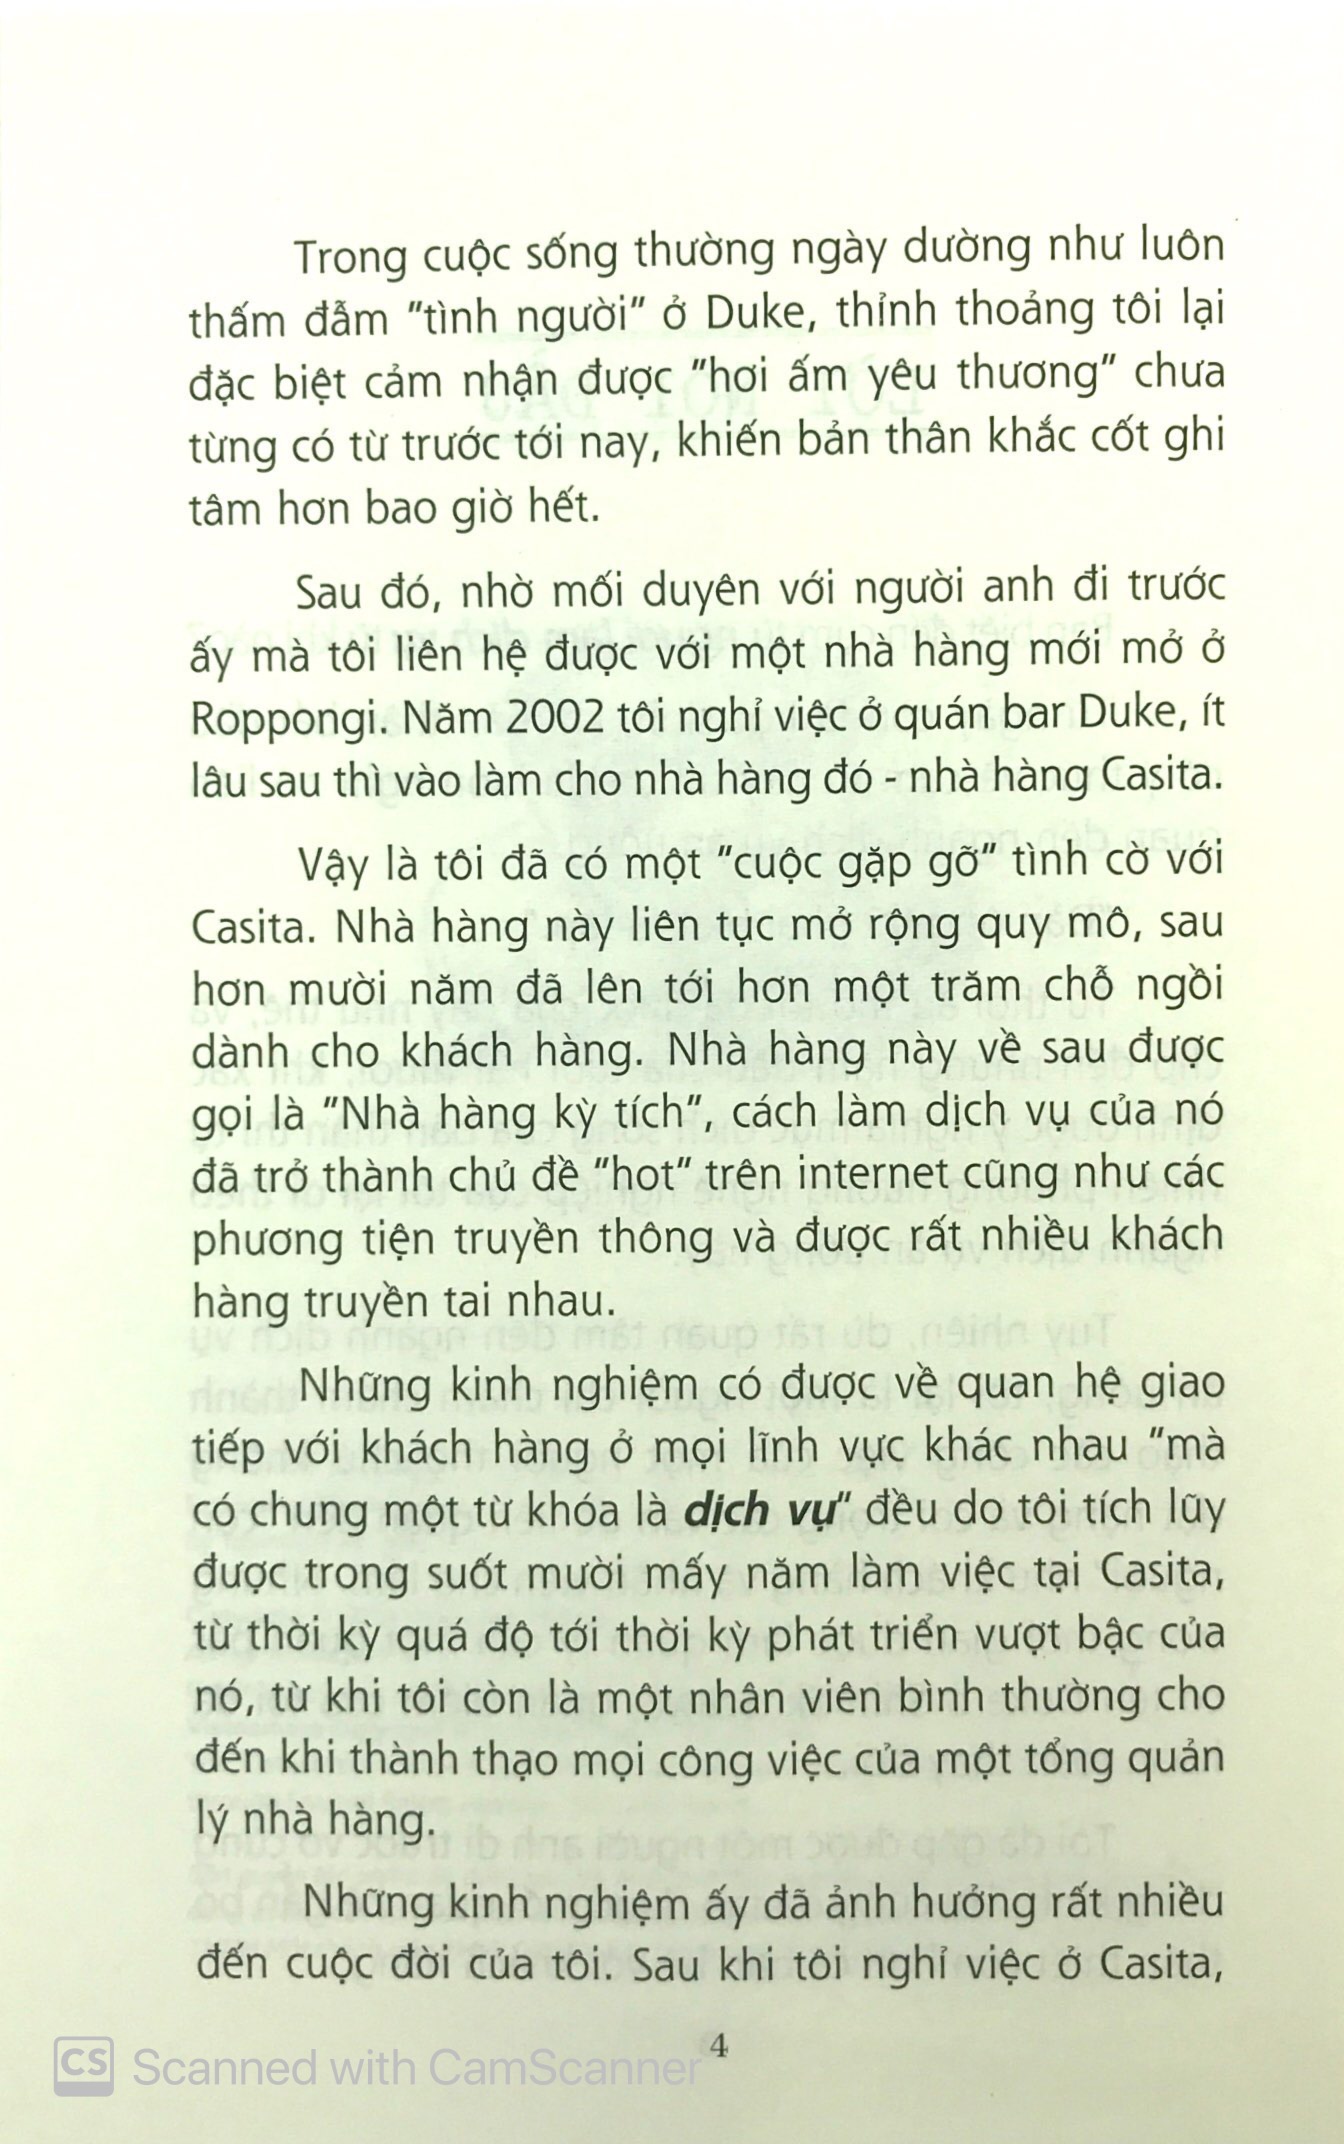 Trong cuộc sống thường ngày dường như luôn
thấm đẫm "tình người" ở Duke, thỉnh thoảng tôi lại
đặc biệt cảm nhận được "hơi ấm yêu thương" chưa
từng có từ trước tới nay, khiến bản thân khắc cốt ghi
tâm hơn bao giờ hết.
Sau đó, nhờ mối duyên với người anh đi trước
ấy mà tôi liên hệ được với một nhà hàng mới mở ở
Roppongi. Năm 2002 tôi nghỉ việc ở quán bar Duke, ít
lâu sau thì vào làm cho nhà hàng đó - nhà hàng Casita.
Vậy là tôi đã có một "cuộc gặp gỡ" tình cờ với
Casita. Nhà hàng này liên tục mở rộng quy mô, sau
hơn mười năm đã lên tới hơn một trăm chỗ ngồi
dành cho khách hàng. Nhà hàng này về sau được
gọi là "Nhà hàng kỳ tích", cách làm dịch vụ của nó
đã trở thành chủ đề "hot" trên internet cũng như các
phương tiện truyền thông và được rất nhiều khách
hàng truyền tai nhau.
Những kinh nghiệm có được về quan hệ giao
tiếp với khách hàng ở mọi lĩnh vực khác nhau "mà
có chung một từ khóa là dịch vụ" đều do tôi tích lũy
được trong suốt mười mấy năm làm việc tại Casita,
từ thời kỳ quá độ tới thời kỳ phát triển vượt bậc của
nó, từ khi tôi còn là một nhân viên bình thường cho
đến khi thành thạo mọi công việc của một tổng quản
lý nhà hàng.
Những kinh nghiệm ấy đã ảnh hưởng rất nhiều
đến cuộc đời của tôi. Sau khi tôi nghỉ việc ở Casita,
4
CS Scanned with CamScanner